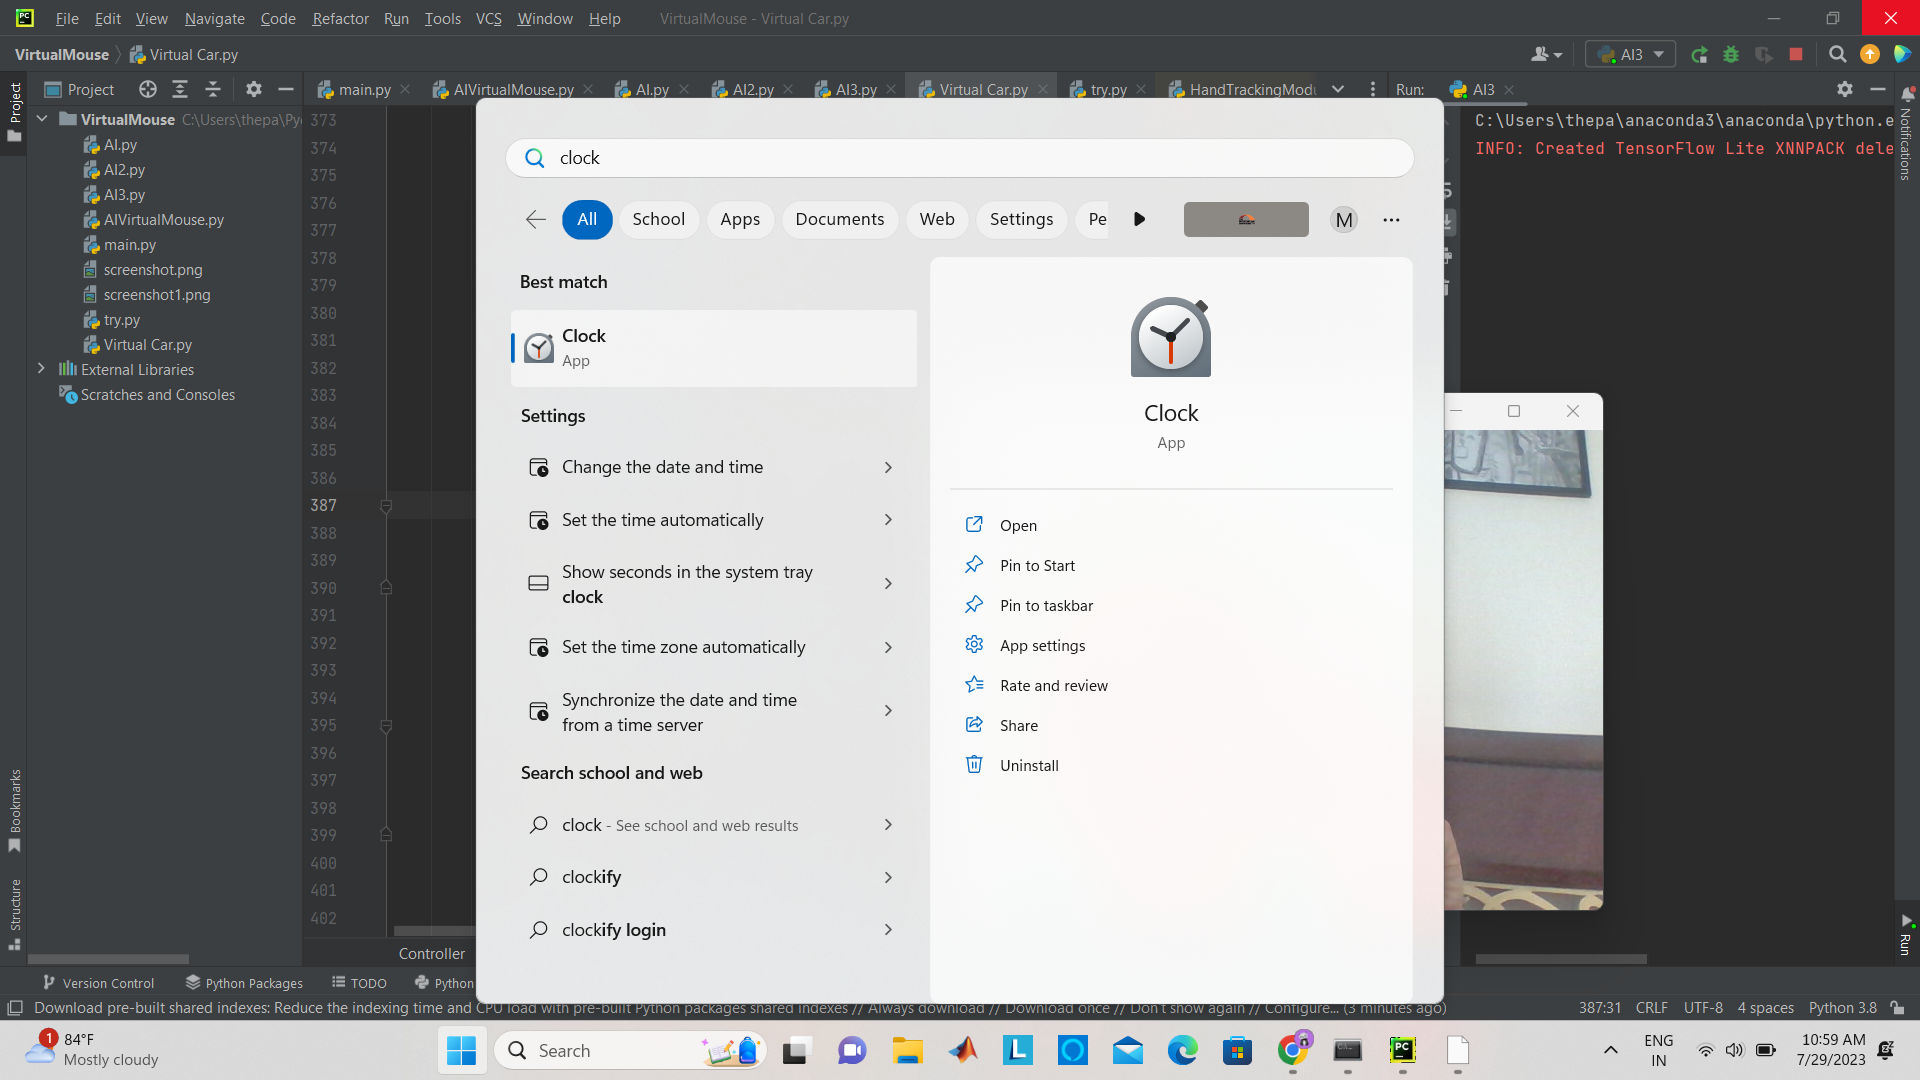 File Edit View Navigate Code Refactor Run Tools VCS Window Help VirtualMouse - Virtual Car.py
VirtualMouse Virtual Car.py AI3
Project main.py AIVirtualMouse.py AI.py AI2.py AI3.py Virtual Car.py try.py HandTrackingModu Run: AI3
Project
Notifications
VirtualMouse C:\Users\thepa\Pyc
AI.py
AI2.py
AI3.py
AIVirtualMouse.py
main.py
screenshot.png
screenshot1.png
try.py
Virtual Car.py
External Libraries
Scratches and Consoles
373
374
375
376
377
378
379
380
381
382
383
384
385
386
387
388
389
390
391
392
393
394
395
396
397
398
399
400
401
402
Controller
C:\Users\thepa\anaconda3\anaconda\python.e
INFO: Created TensorFlow Lite XNNPACK dele
clock
All School Apps Documents Web Settings Pe M
Best match
Clock
App
Settings
Change the date and time
Set the time automatically
Show seconds in the system tray
clock
Set the time zone automatically
Synchronize the date and time
from a time server
Search school and web
clock - See school and web results
clockify
clockify login
Clock
App
Open
Pin to Start
Pin to taskbar
App settings
Rate and review
Share
Uninstall
Bookmarks
Structure
Run
Version Control Python Packages TODO Python
Download pre-built shared indexes: Reduce the indexing time and CPU load with pre-built Python packages shared indexes // Always download // Download once // Don't show again // Configure... (3 minutes ago) 387:31 CRLF UTF-8 4 spaces Python 3.8
1
84°F
Mostly cloudy
Search
ENG
IN
10:59 AM
7/29/2023